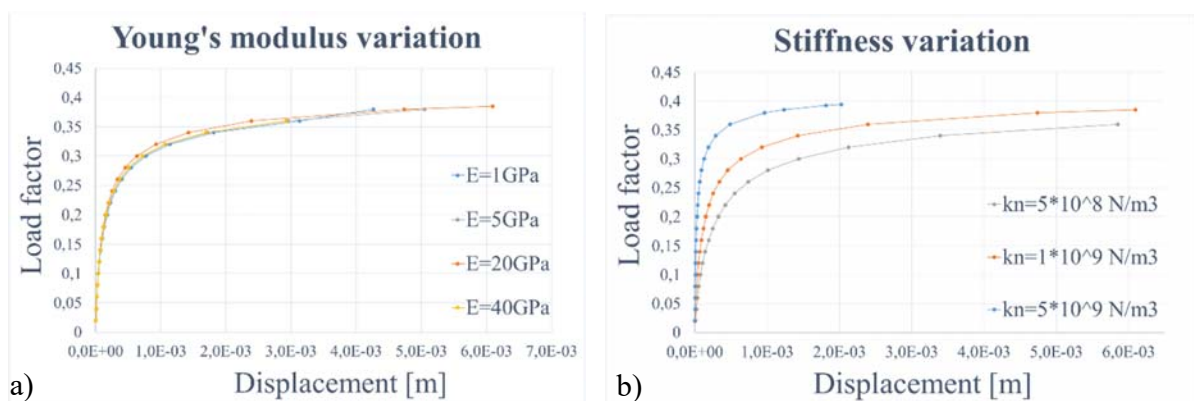 Young's modulus variation
0,45
0,4
0,35
0,3
0,25
0,2
0,15
0,1
0,05
0
Load factor
E=1GPa
E=5GPa
E=20GPa
E=40GPa
0,0E+00 1,0E-03 2,0E-03 3,0E-03 4,0E-03 5,0E-03 6,0E-03 7,0E-03
Displacement [m]
a)
Stiffness variation
0,45
0,4
0,35
0,3
0,25
0,2
0,15
0,1
0,05
0
Load factor
kn=5*10^8 N/m3
kn=1*10^9 N/m3
kn=5*10^9 N/m3
0,0E+00 1,0E-03 2,0E-03 3,0E-03 4,0E-03 5,0E-03 6,0E-03
Displacement [m]
b)